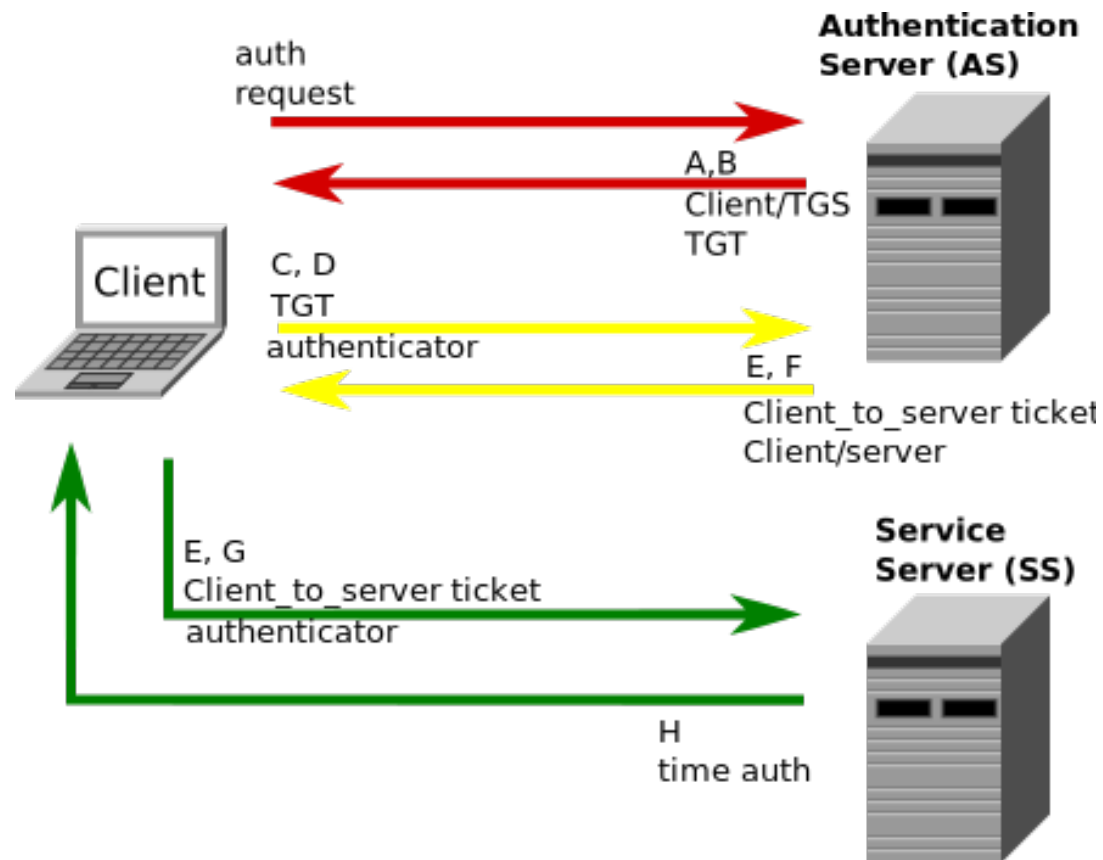 Authentication
Server (AS)
auth
request
A,B
Client/TGS
TGT
Client
C, D
TGT
authenticator
E, F
Client_to_server ticket
Client/server
Service
Server (SS)
E, G
Client_to_server ticket
authenticator
H
time auth